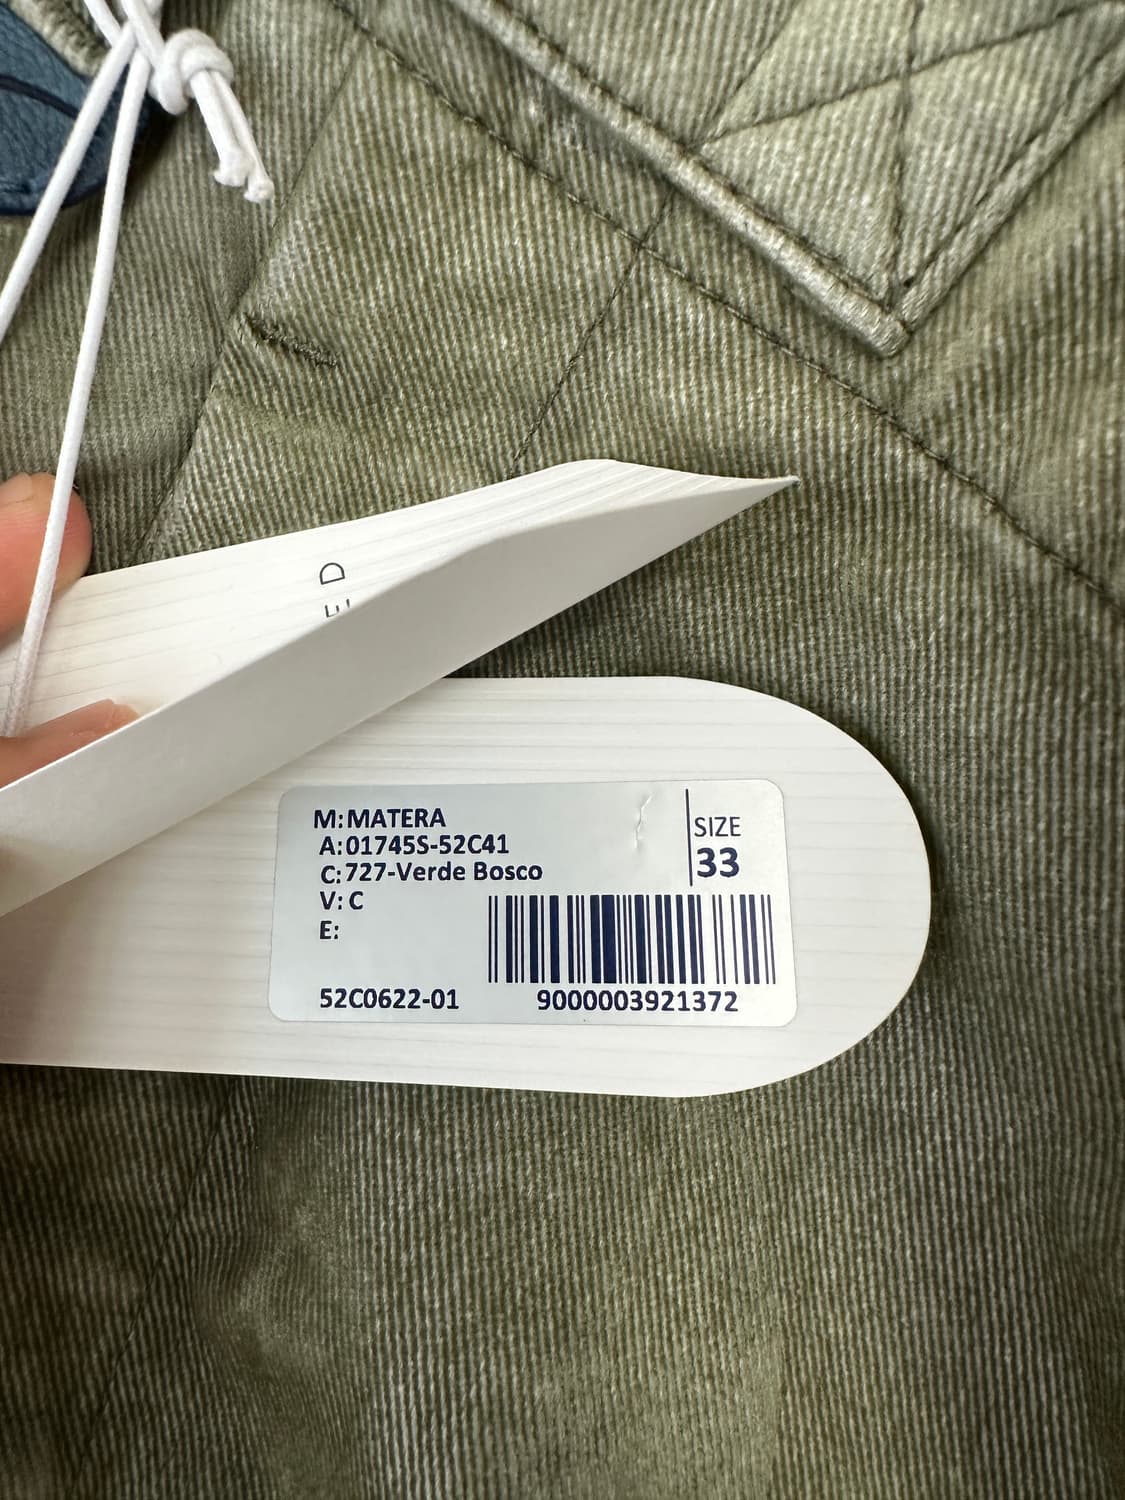 E D
M: MATERA
A: 01745S-52C41
C: 727-Verde Bosco
V: C
E:
SIZE
33
52C0622-01
9000003921372